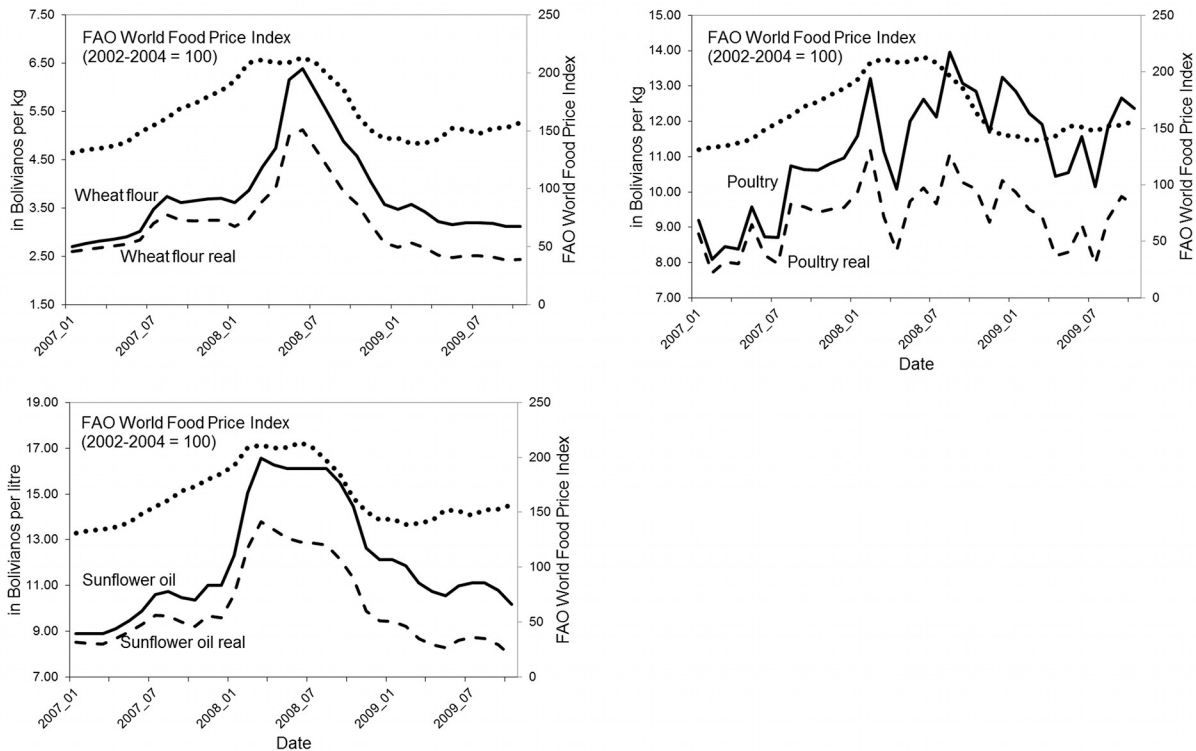 7.50
6.50
5.50
4.50
3.50
2.50
1.50
in Bolivianos per kg
FAO World Food Price Index
(2002-2004 = 100)
Wheat flour
Wheat flour real
250
200
150
100
50
0
FAO World Food Price Index
2007_01
2007_07
2008_01
2008_07
2009_01
2009_07
15.00
14.00
13.00
12.00
11.00
10.00
9.00
8.00
7.00
in Bolivianos per kg
FAO World Food Price Index
(2002-2004 = 100)
Poultry
Poultry real
250
200
150
100
50
0
FAO World Food Price Index
2007_01
2007_07
2008_01
2008_07
2009_01
2009_07
Date
19.00
17.00
15.00
13.00
11.00
9.00
7.00
in Bolivianos per litre
FAO World Food Price Index
(2002-2004 = 100)
Sunflower oil
Sunflower oil real
250
200
150
100
50
0
FAO World Food Price Index
2007_01
2007_07
2008_01
2008_07
2009_01
2009_07
Date